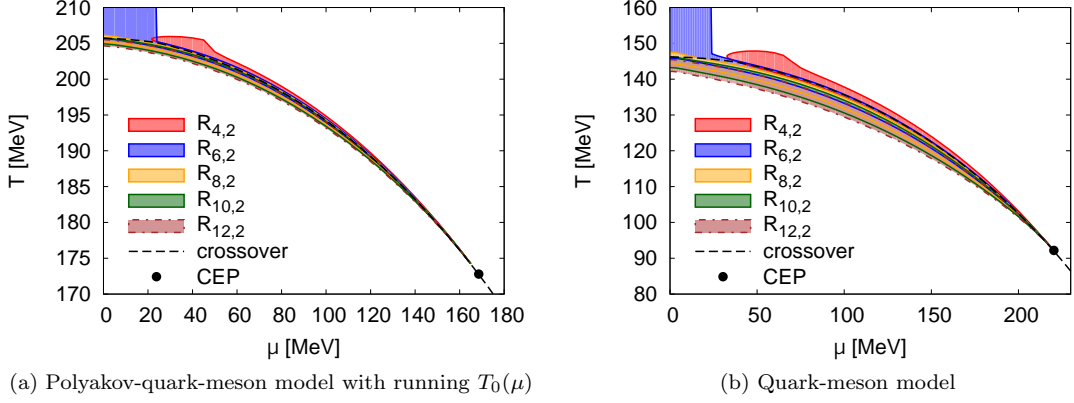 210
205
200
195
190
185
180
175
170
T [MeV]
R4,2
R6,2
R8,2
R10,2
R12,2
crossover
CEP
0 20 40 60 80 100 120 140 160 180
μ [MeV]
(a) Polyakov-quark-meson model with running T0(μ)
160
150
140
130
120
110
100
90
80
T [MeV]
R4,2
R6,2
R8,2
R10,2
R12,2
crossover
CEP
0 50 100 150 200
μ [MeV]
(b) Quark-meson model